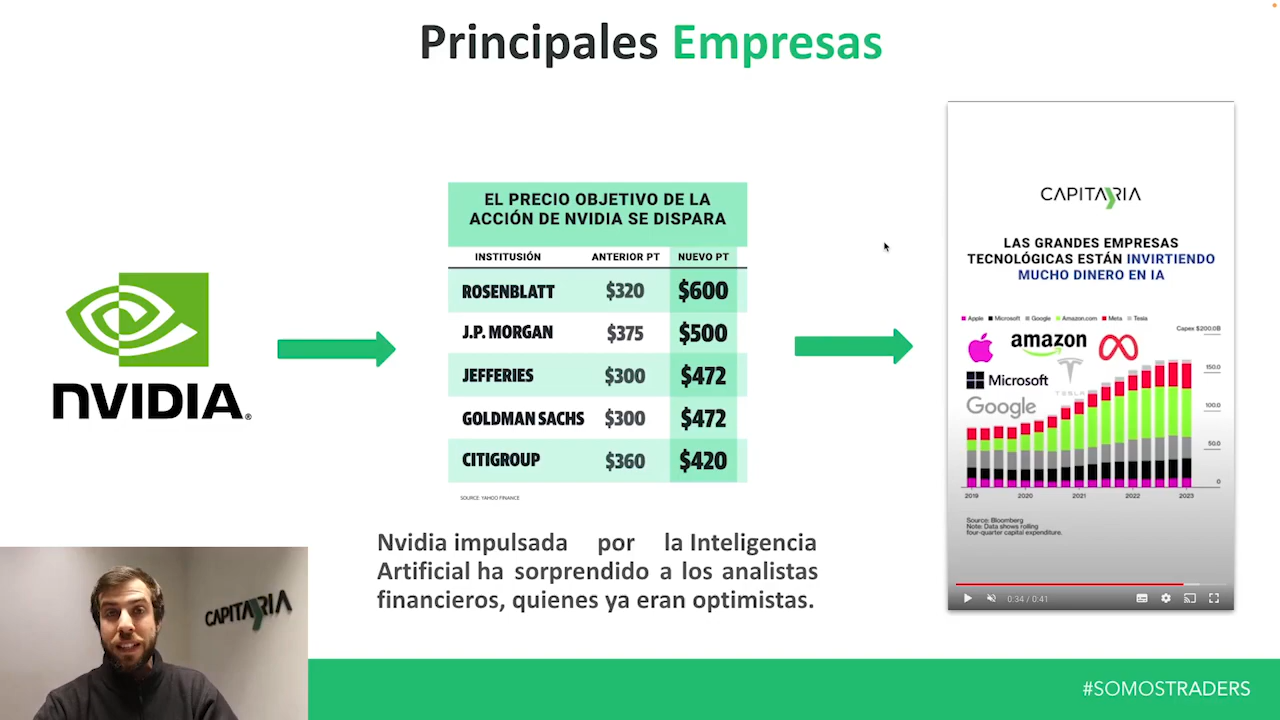 Principales Empresas
NVIDIA®
EL PRECIO OBJETIVO DE LA
ACCIÓN DE NVIDIA SE DISPARA
INSTITUSIÓN ANTERIOR PT NUEVO PT
ROSENBLATT $320 $600
J.P. MORGAN $375 $500
JEFFERIES $300 $472
GOLDMAN SACHS $300 $472
CITIGROUP $360 $420
SOURCE: YAHOO FINANCE
Nvidia impulsada por la Inteligencia
Artificial ha sorprendido a los analistas
financieros, quienes ya eran optimistas.
CAPITARIA
LAS GRANDES EMPRESAS
TECNOLÓGICAS ESTÁN INVIRTIENDO
MUCHO DINERO EN IA
Apple Microsoft Google Amazon.com Meta Tesla
Capex $200.0B
amazon
Microsoft
TESLA
Google
150.0
100.0
50.0
0
2019 2020 2021 2022 2023
Source: Bloomberg
Note: Data shows rolling
four-quarter capital expenditure.
0:34 / 0:41
CAPITARIA
#SOMOSTRADERS